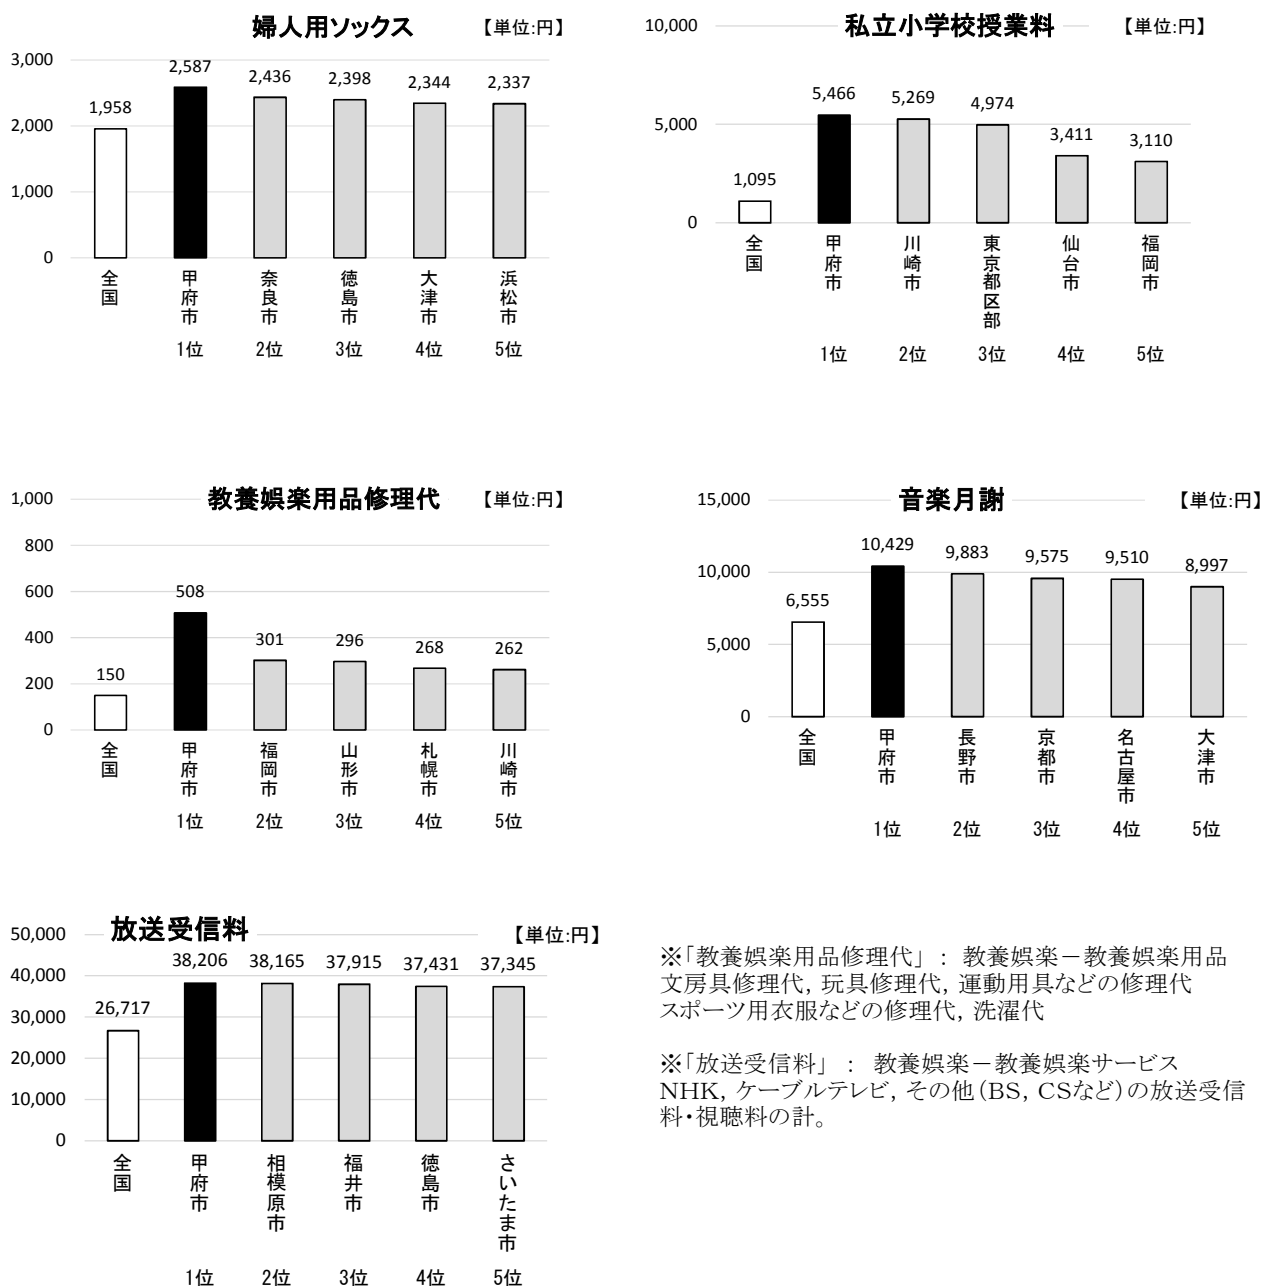 婦人用ソックス 【単位:円】
3,000
2,000
1,000
0
1,958
2,587
2,436
2,398
2,344
2,337
全国
甲府市
奈良市
徳島市
大津市
浜松市
1位 2位 3位 4位 5位
私立小学校授業料 【単位:円】
10,000
5,000
0
1,095
5,466
5,269
4,974
3,411
3,110
全国
甲府市
川崎市
東京都区部
仙台市
福岡市
1位 2位 3位 4位 5位
教養娯楽用品修理代 【単位:円】
1,000
800
600
400
200
0
150
508
301
296
268
262
全国
甲府市
福岡市
山形市
札幌市
川崎市
1位 2位 3位 4位 5位
音楽月謝 【単位:円】
15,000
10,000
5,000
0
6,555
10,429
9,883
9,575
9,510
8,997
全国
甲府市
長野市
京都市
名古屋市
大津市
1位 2位 3位 4位 5位
放送受信料 【単位:円】
50,000
40,000
30,000
20,000
10,000
0
26,717
38,206
38,165
37,915
37,431
37,345
全国
甲府市
相模原市
福井市
徳島市
さいたま市
1位 2位 3位 4位 5位
※「教養娯楽用品修理代」 : 教養娯楽－教養娯楽用品
文房具修理代, 玩具修理代, 運動用具などの修理代
スポーツ用衣服などの修理代, 洗濯代
※「放送受信料」 : 教養娯楽－教養娯楽サービス
NHK, ケーブルテレビ, その他(BS, CSなど)の放送受信
料・視聴料の計。